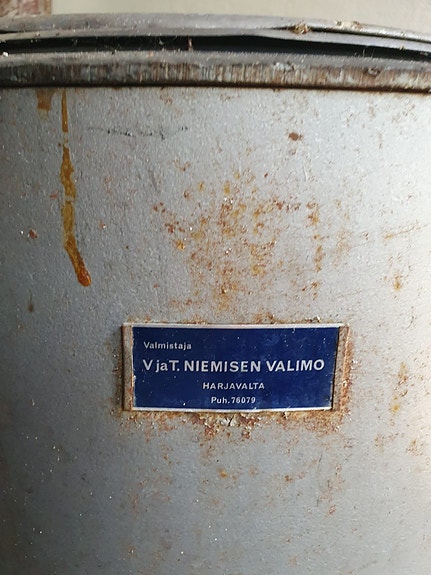 Valmistaja
V ja T. NIEMISEN VALIMO
HARJAVALTA
Puh. 76079